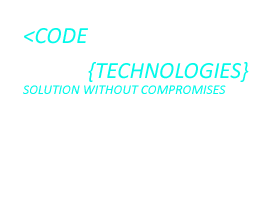 <CODE
{TECHNOLOGIES}
SOLUTION WITHOUT COMPROMISES